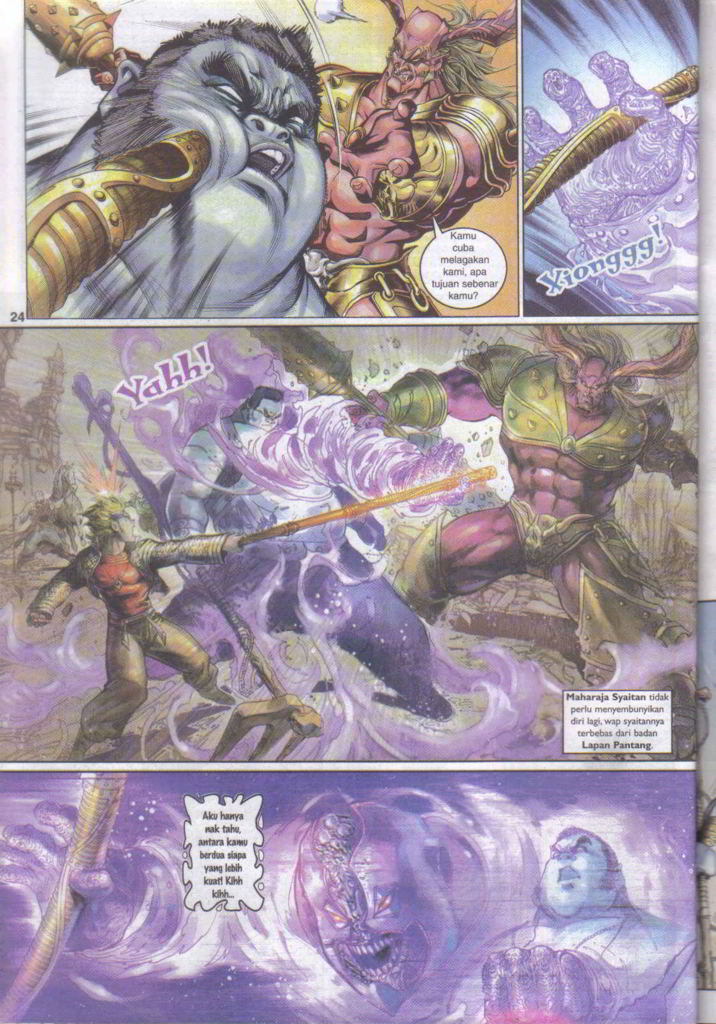 Kamu
cuba
melagakan
kami, apa
tujuan sebenar
kamu?
Xionggg!
24
Yahh!
Maharaja Syaitan tidak
perlu menyembunyikan
diri lagi, wap syaitannya
terbebas dari badan
Lapan Pantang.
Aku hanya
nak tahu,
antara kamu
berdua siapa
yang lebih
kuat! Kihh
kihh...